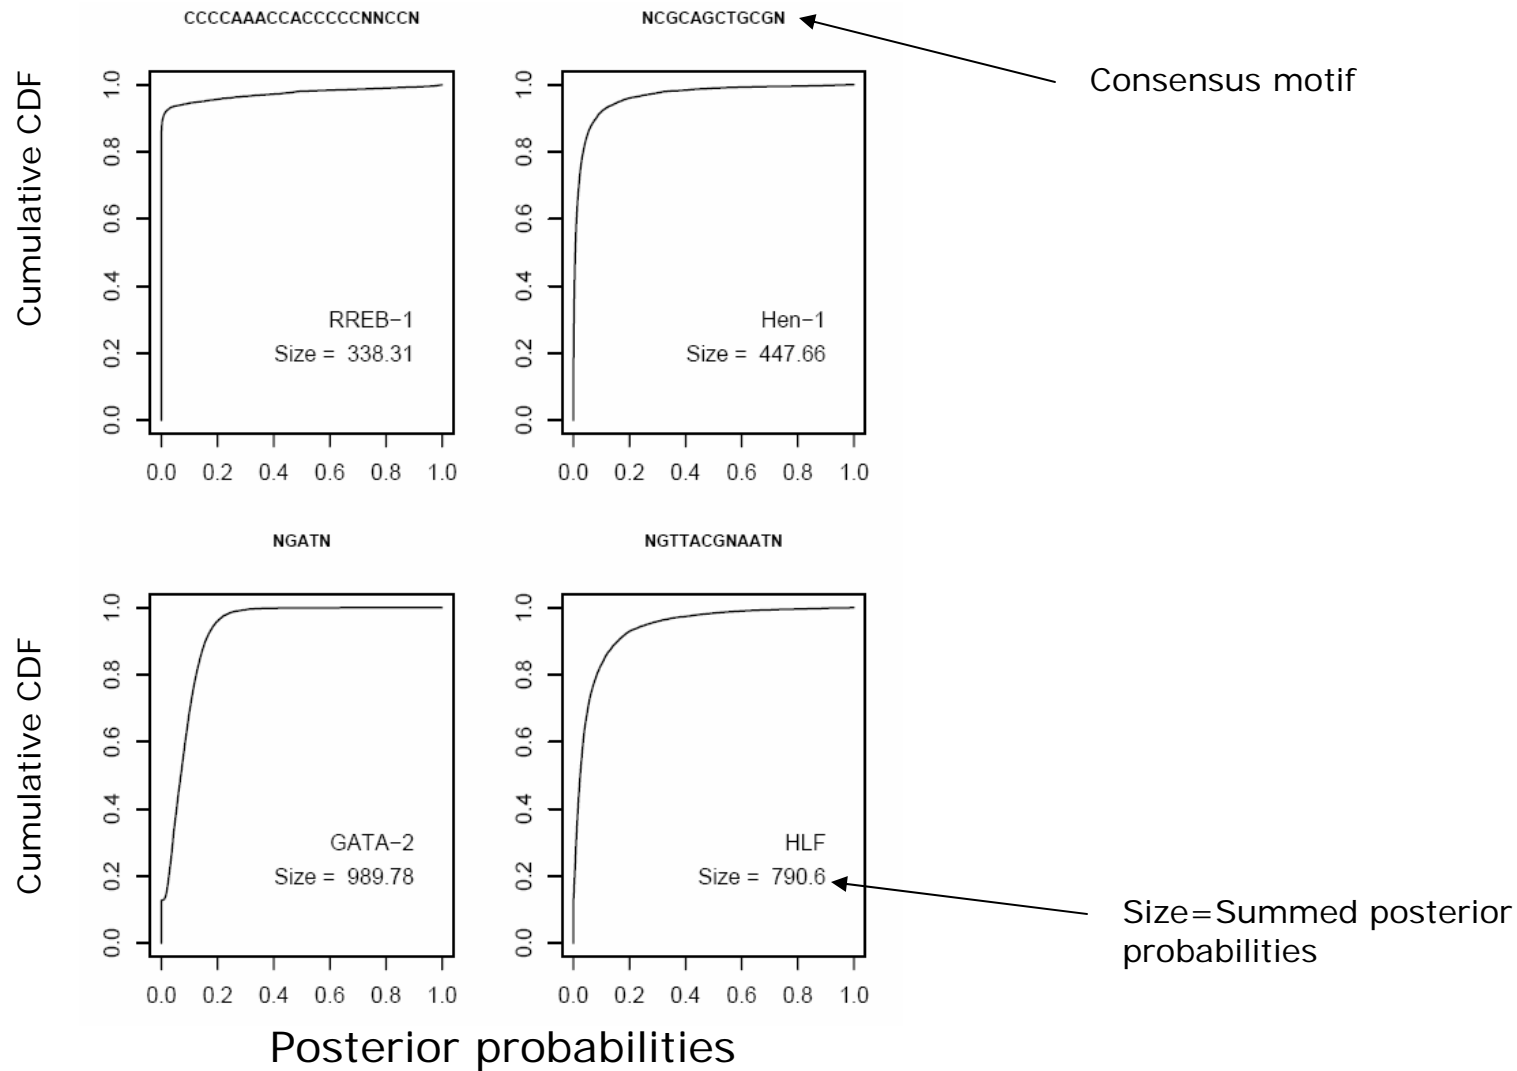 CCCCAAACCACCCCCNNCCN
NCGCAGCTGCGN
Consensus motif
Cumulative CDF
1.0
0.8
0.6
0.4
0.2
0.0
RREB−1
Size = 338.31
0.0 0.2 0.4 0.6 0.8 1.0
1.0
0.8
0.6
0.4
0.2
0.0
Hen−1
Size = 447.66
0.0 0.2 0.4 0.6 0.8 1.0
NGATN
NGTTACGNAATN
Cumulative CDF
1.0
0.8
0.6
0.4
0.2
0.0
GATA−2
Size = 989.78
0.0 0.2 0.4 0.6 0.8 1.0
1.0
0.8
0.6
0.4
0.2
0.0
HLF
Size = 790.6
0.0 0.2 0.4 0.6 0.8 1.0
Size=Summed posterior
probabilities
Posterior probabilities